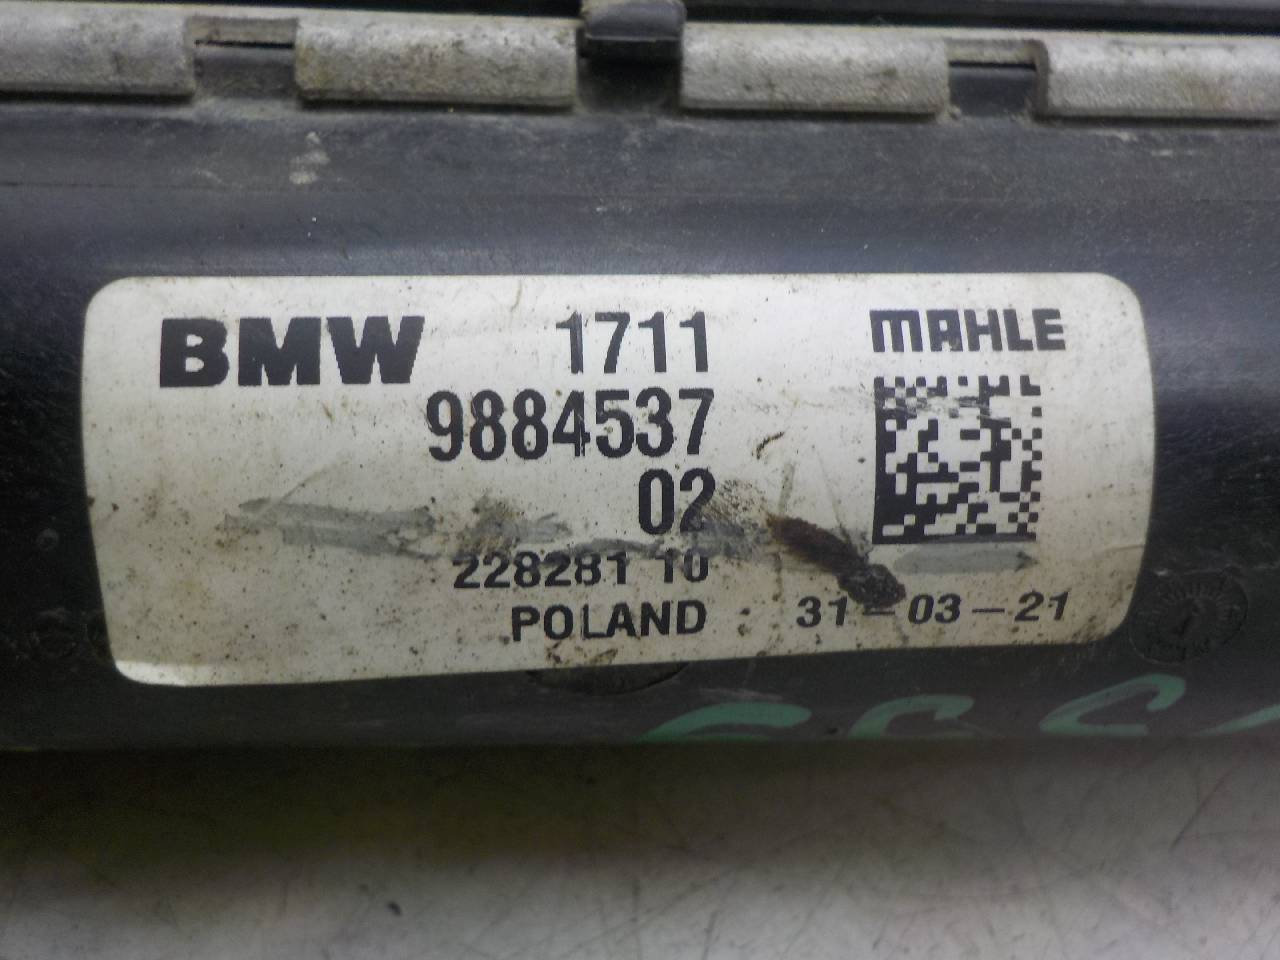 BMW 1711 MAHLE
9884537
02
228281 10
POLAND 31-03-21